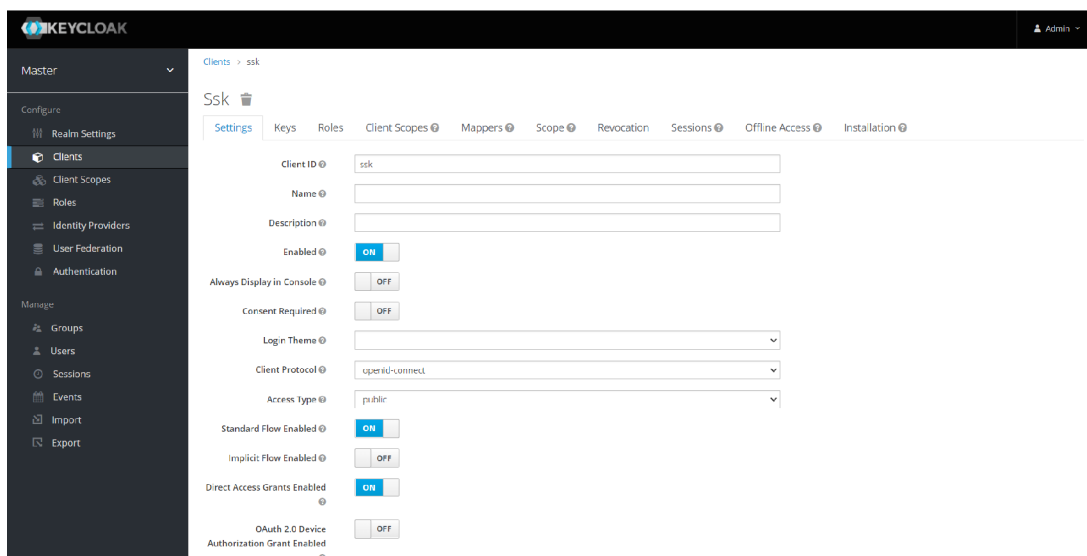 KEYCLOAK
Admin
Master
Clients > ssk
Ssk
Configure
Realm Settings
Clients
Client Scopes
Roles
Identity Providers
User Federation
Authentication
Manage
Groups
Users
Sessions
Events
Import
Export
Settings Keys Roles Client Scopes Mappers Scope Revocation Sessions Offline Access Installation
Client ID ssk
Name
Description
Enabled ON
Always Display in Console OFF
Consent Required OFF
Login Theme
Client Protocol openid-connect
Access Type public
Standard Flow Enabled ON
Implicit Flow Enabled OFF
Direct Access Grants Enabled ON
OAuth 2.0 Device OFF
Authorization Grant Enabled